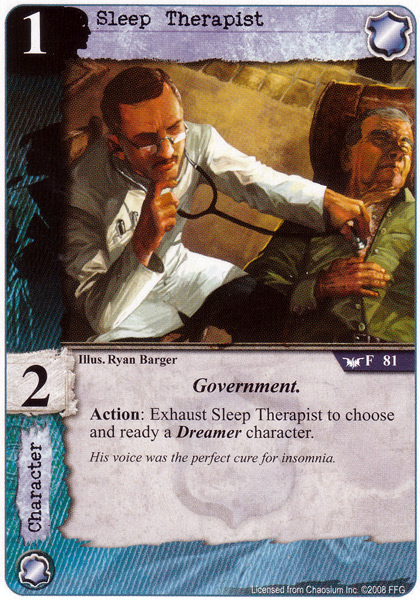 1
Sleep Therapist
Illus. Ryan Barger
F 81
2
Government.
Action: Exhaust Sleep Therapist to choose
and ready a Dreamer character.
His voice was the perfect cure for insomnia.
Character
Licensed from Chaosium Inc. ©2008 FFG